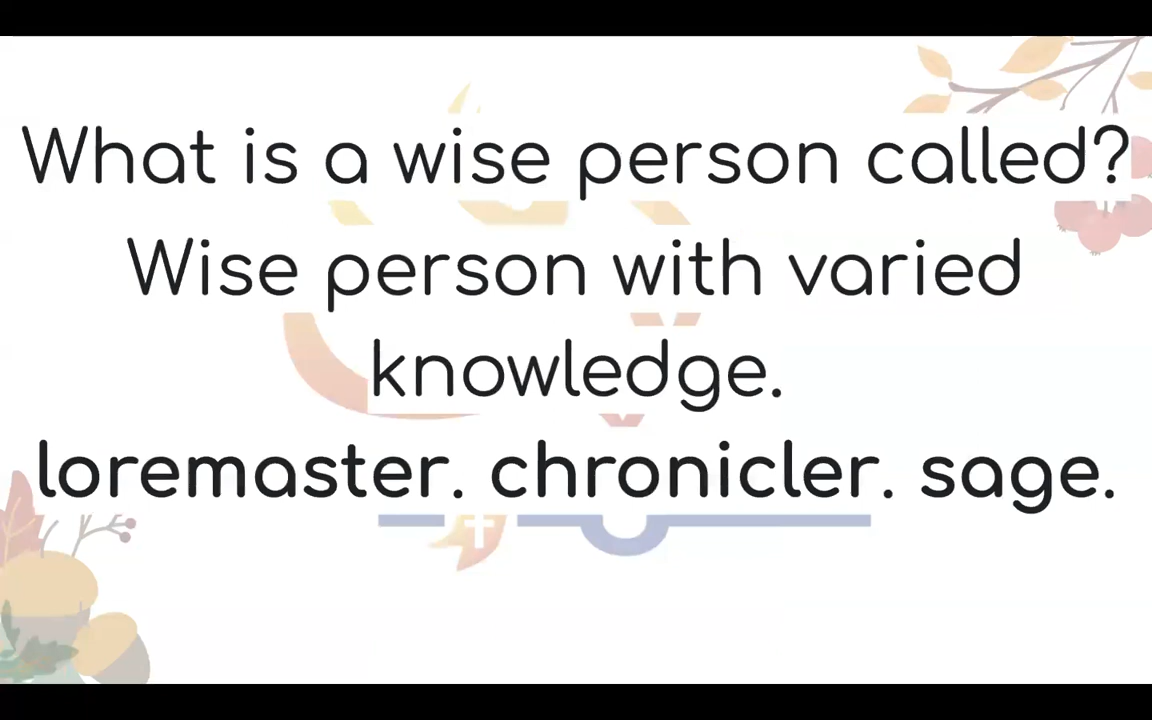 What is a wise person called?
Wise person with varied
knowledge.
loremaster. chronicler. sage.